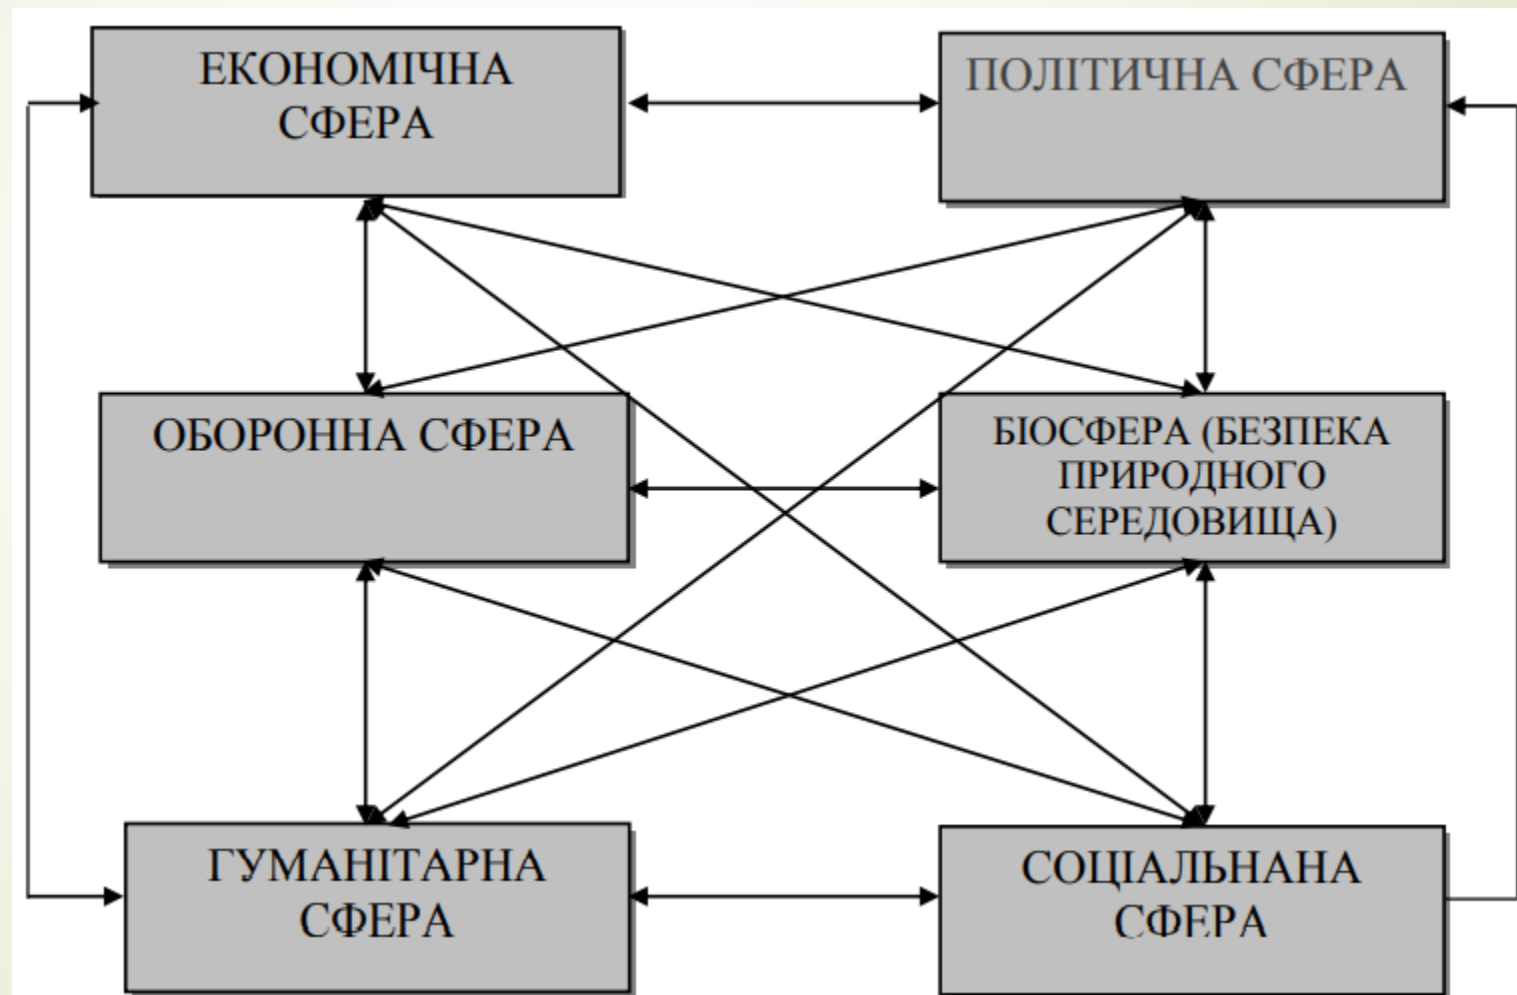 ЕКОНОМІЧНА
СФЕРА
ПОЛІТИЧНА СФЕРА
ОБОРОННА СФЕРА
БІОСФЕРА (БЕЗПЕКА
ПРИРОДНОГО
СЕРЕДОВИЩА)
ГУМАНІТАРНА
СФЕРА
СОЦІАЛЬНАНА
СФЕРА